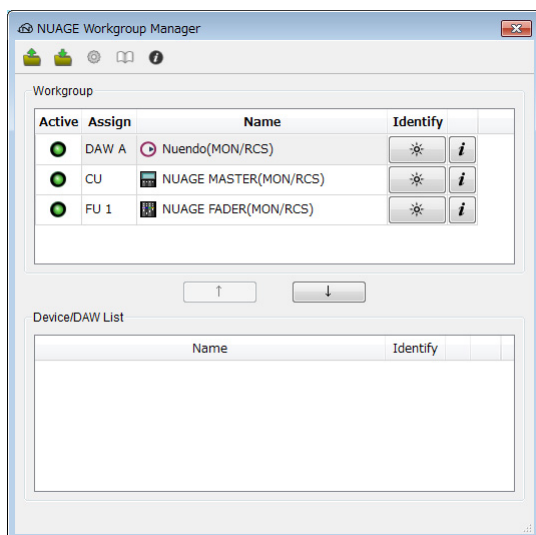 NUAGE Workgroup Manager
Workgroup
Active Assign Name Identify
DAW A Nuendo(MON/RCS) i
CU NUAGE MASTER(MON/RCS) i
FU 1 NUAGE FADER(MON/RCS) i
↑ ↓
Device/DAW List
Name Identify